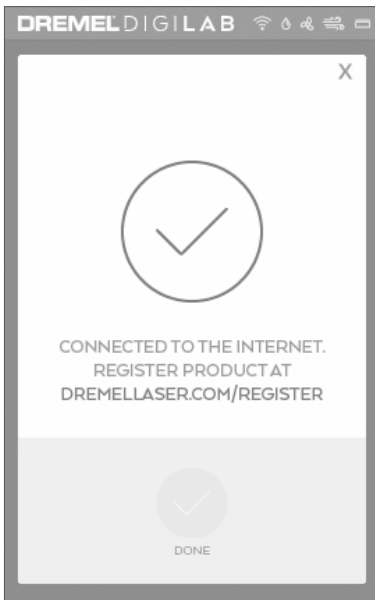 DREMEL DIGILAB
X
CONNECTED TO THE INTERNET.
REGISTER PRODUCT AT
DREMELLASER.COM/REGISTER
DONE